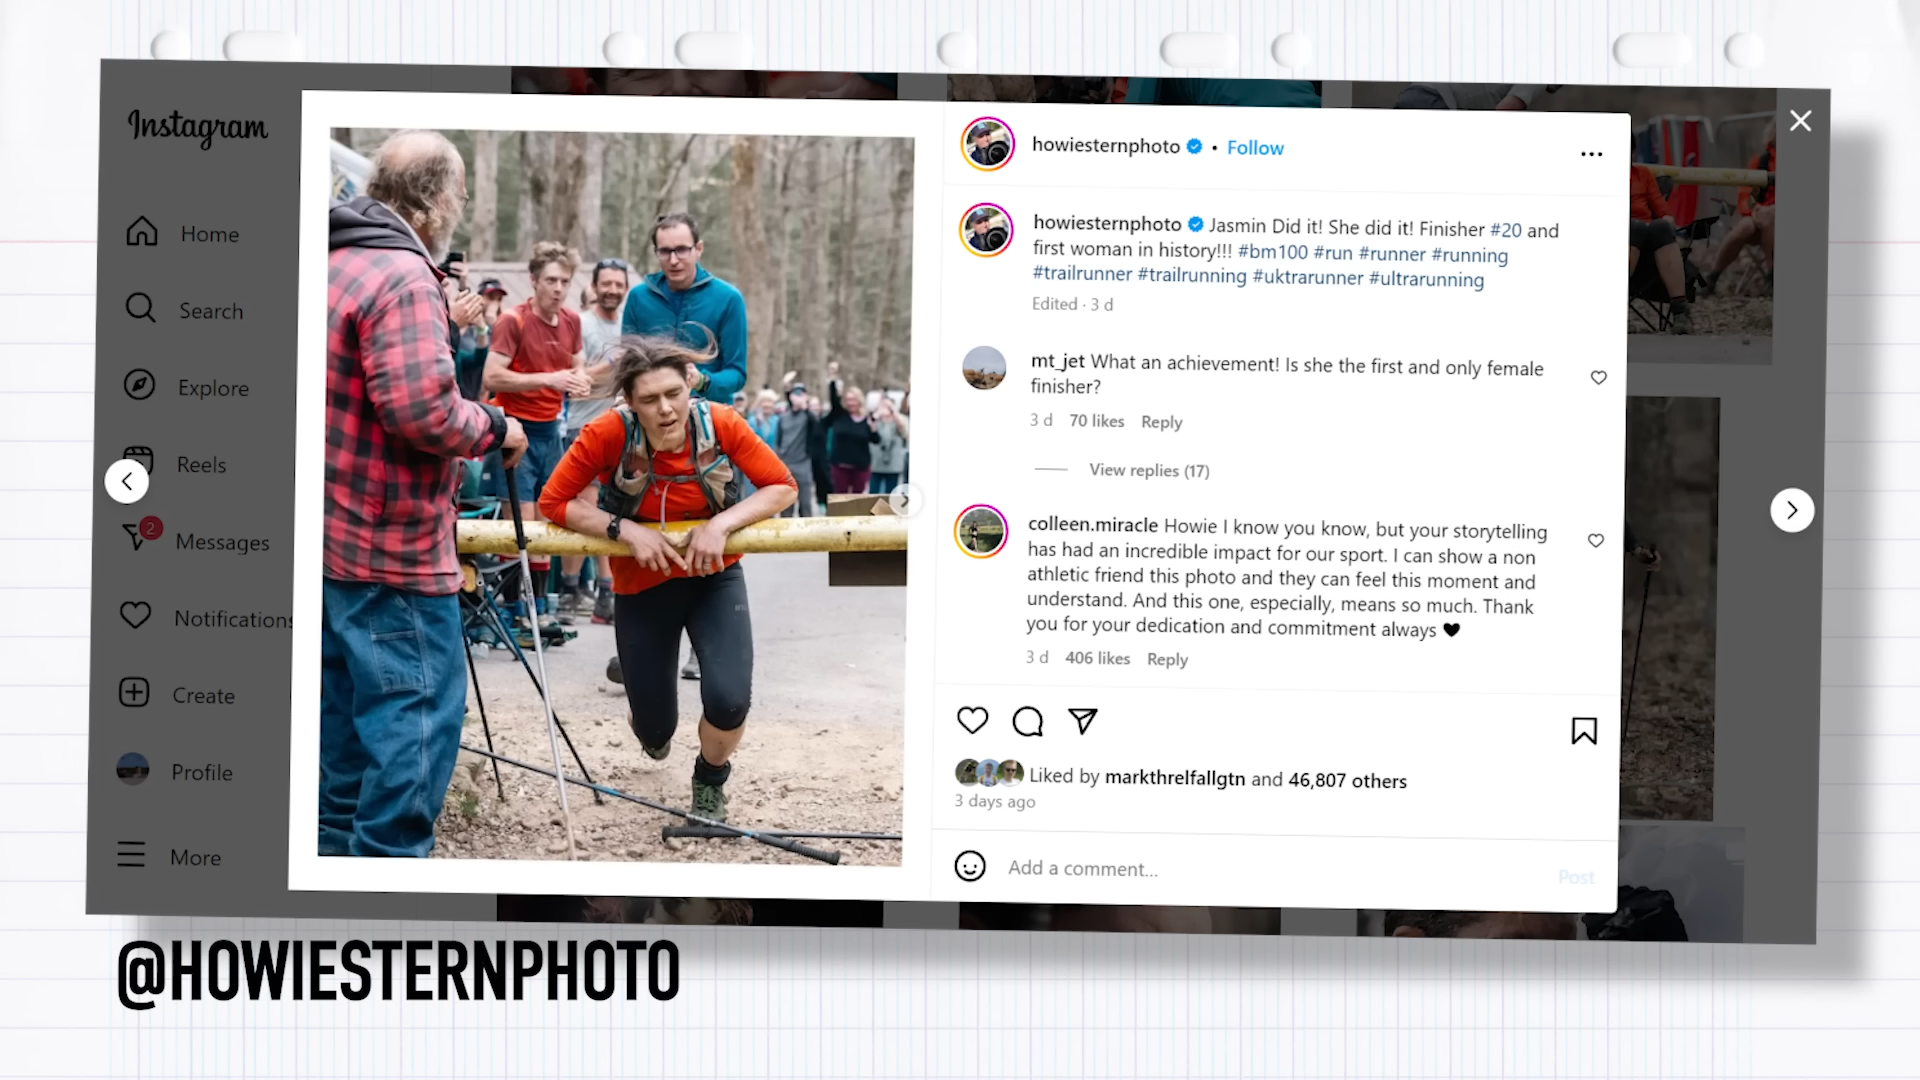 Instagram
Home
Search
Explore
Reels
2
Messages
Notifications
Create
Profile
More
howiesternphoto • Follow
howiesternphoto Jasmin Did it! She did it! Finisher #20 and
first woman in history!!! #bm100 #run #runner #running
#trailrunner #trailrunning #uktrarunner #ultrarunning
Edited · 3 d
mt_jet What an achievement! Is she the first and only female
finisher?
3 d 70 likes Reply
View replies (17)
colleen.miracle Howie I know you know, but your storytelling
has had an incredible impact for our sport. I can show a non
athletic friend this photo and they can feel this moment and
understand. And this one, especially, means so much. Thank
you for your dedication and commitment always 🖤
3 d 406 likes Reply
Liked by markthrelfallgtn and 46,807 others
3 days ago
Add a comment...
Post
@HOWIESTERNPHOTO